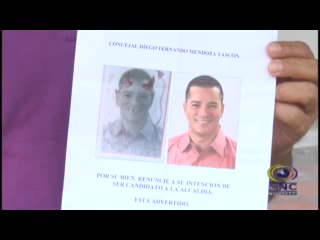 CONCEJAL DIEGO FERNANDO MENDOZA TASCON.
POR SU BIEN RENUNCIE A SU INTENCION DE
SER CANDIDATO A LA ALCALDIA.
ESTA ADVERTIDO.
CNC